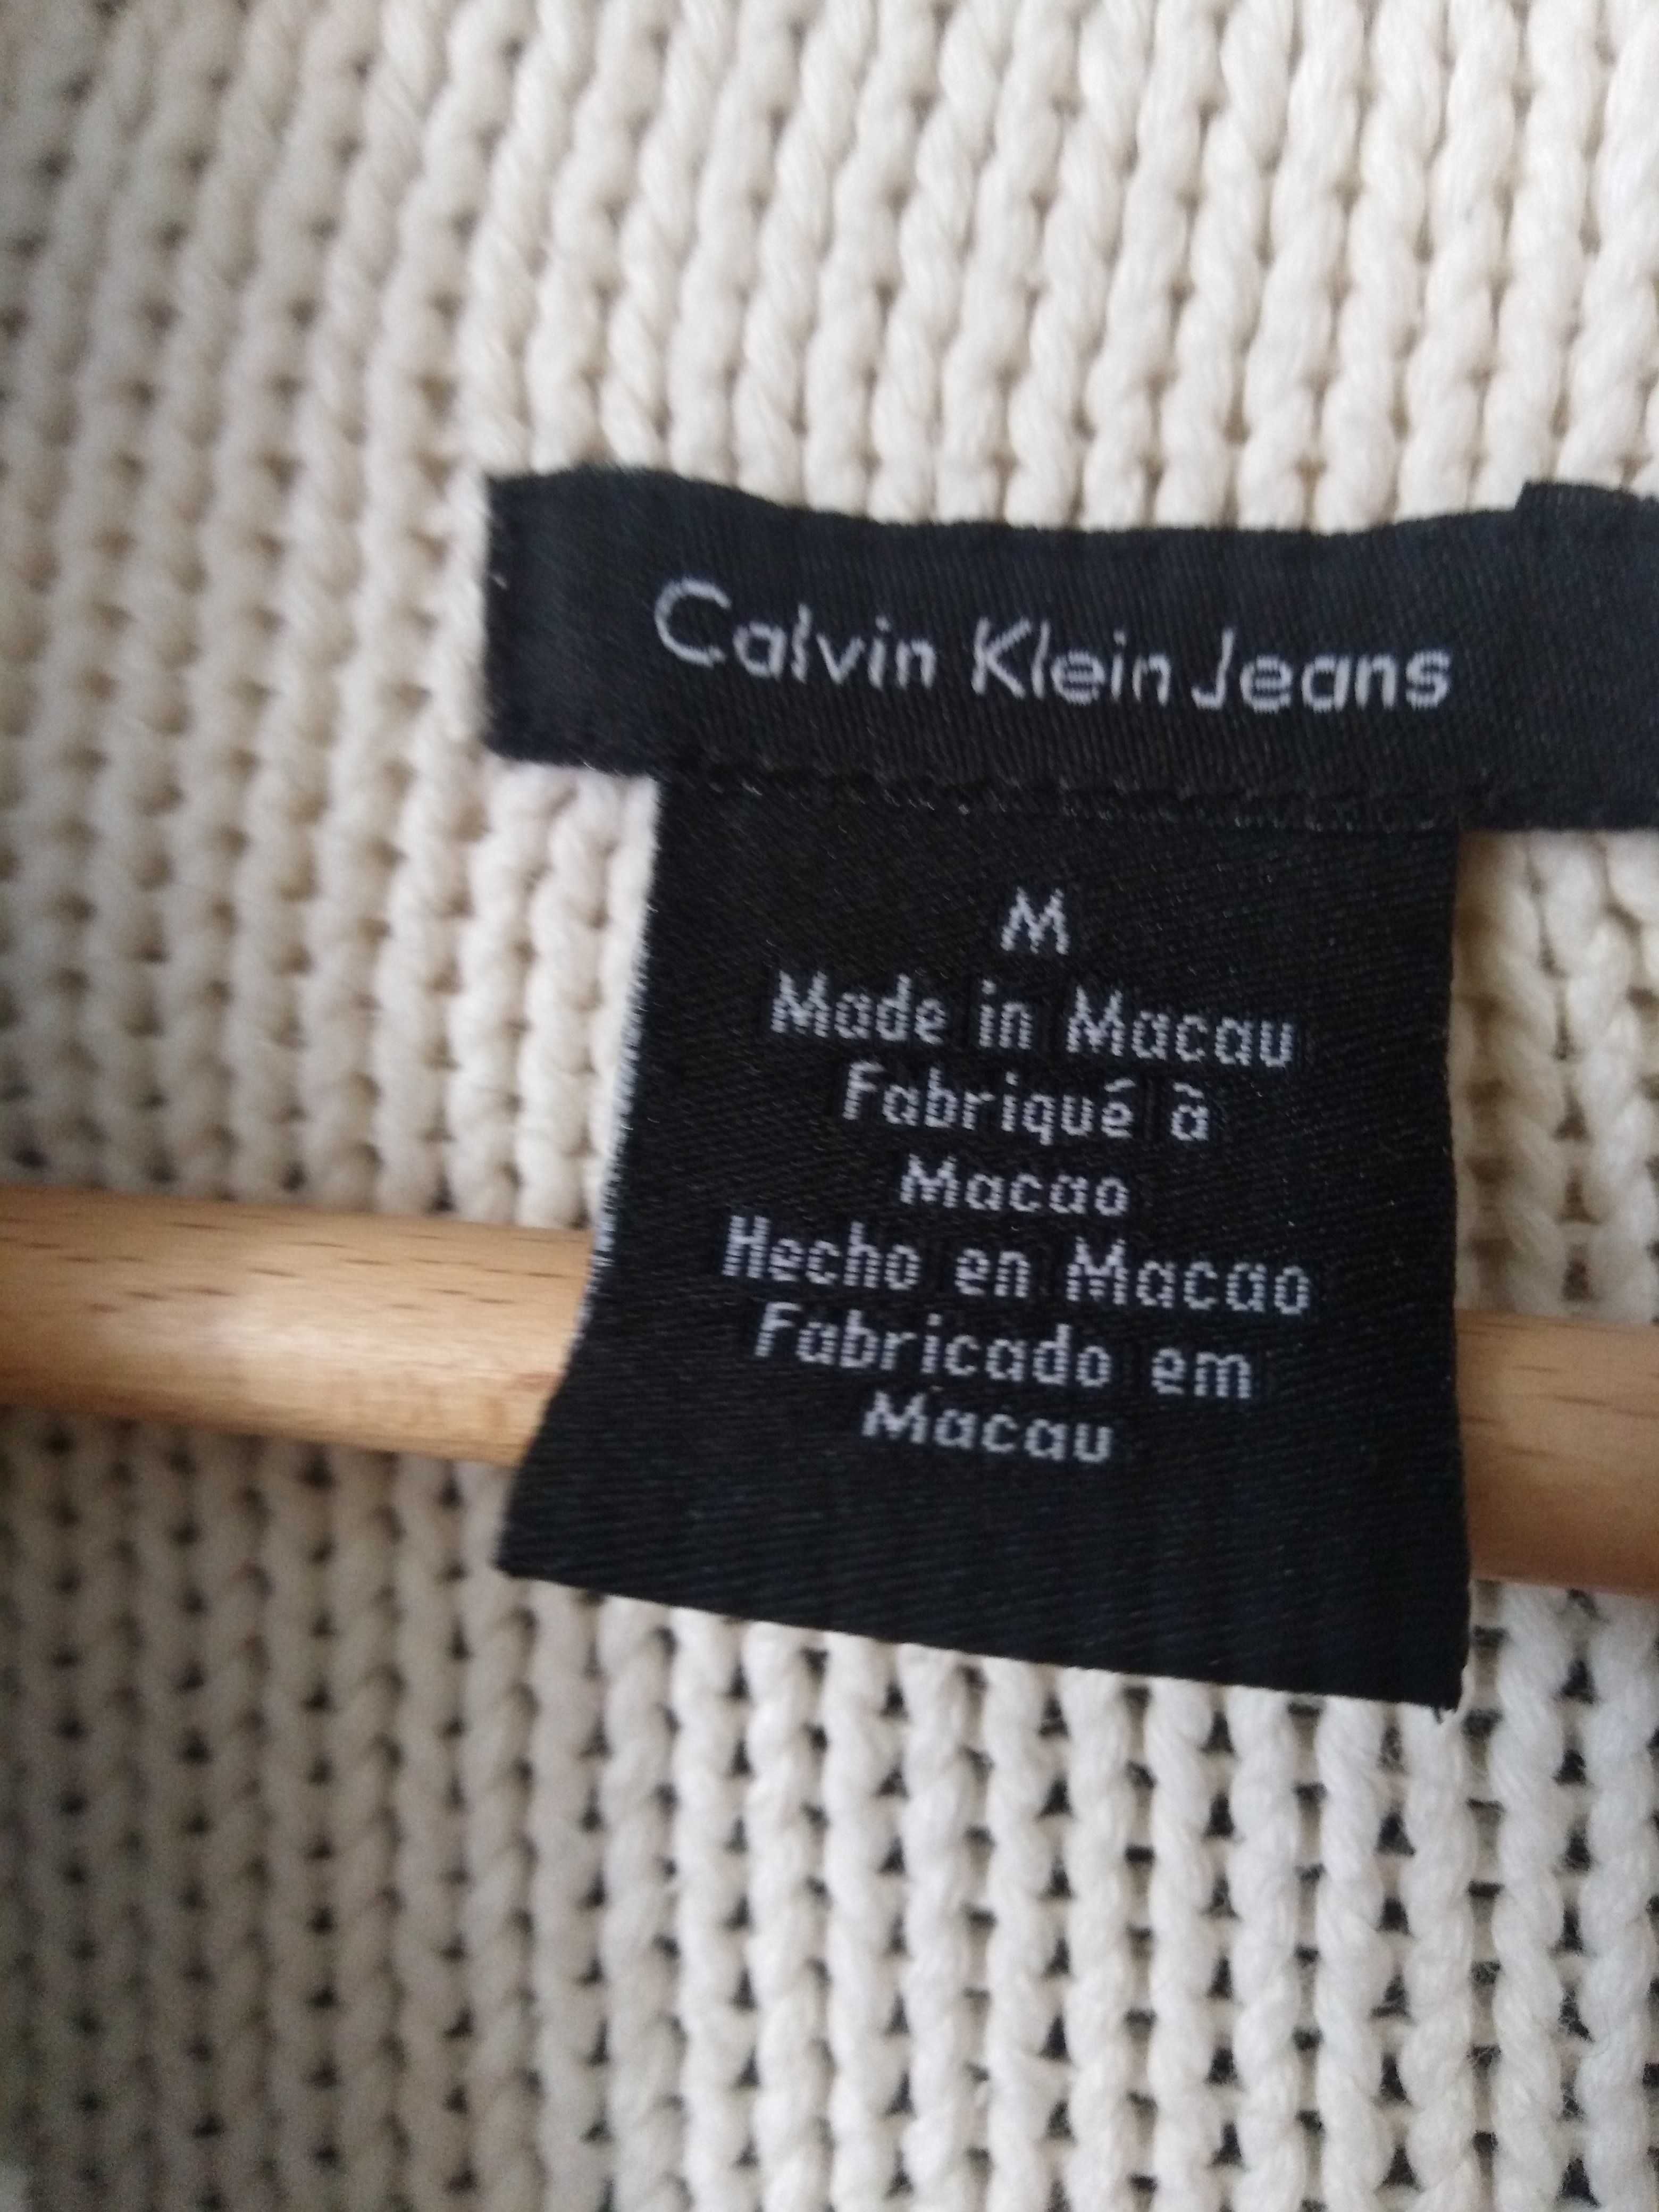 Calvin Klein Jeans
M
Made in Macau
Fabriqué à
Macao
Hecho en Macao
Fabricado em
Macau